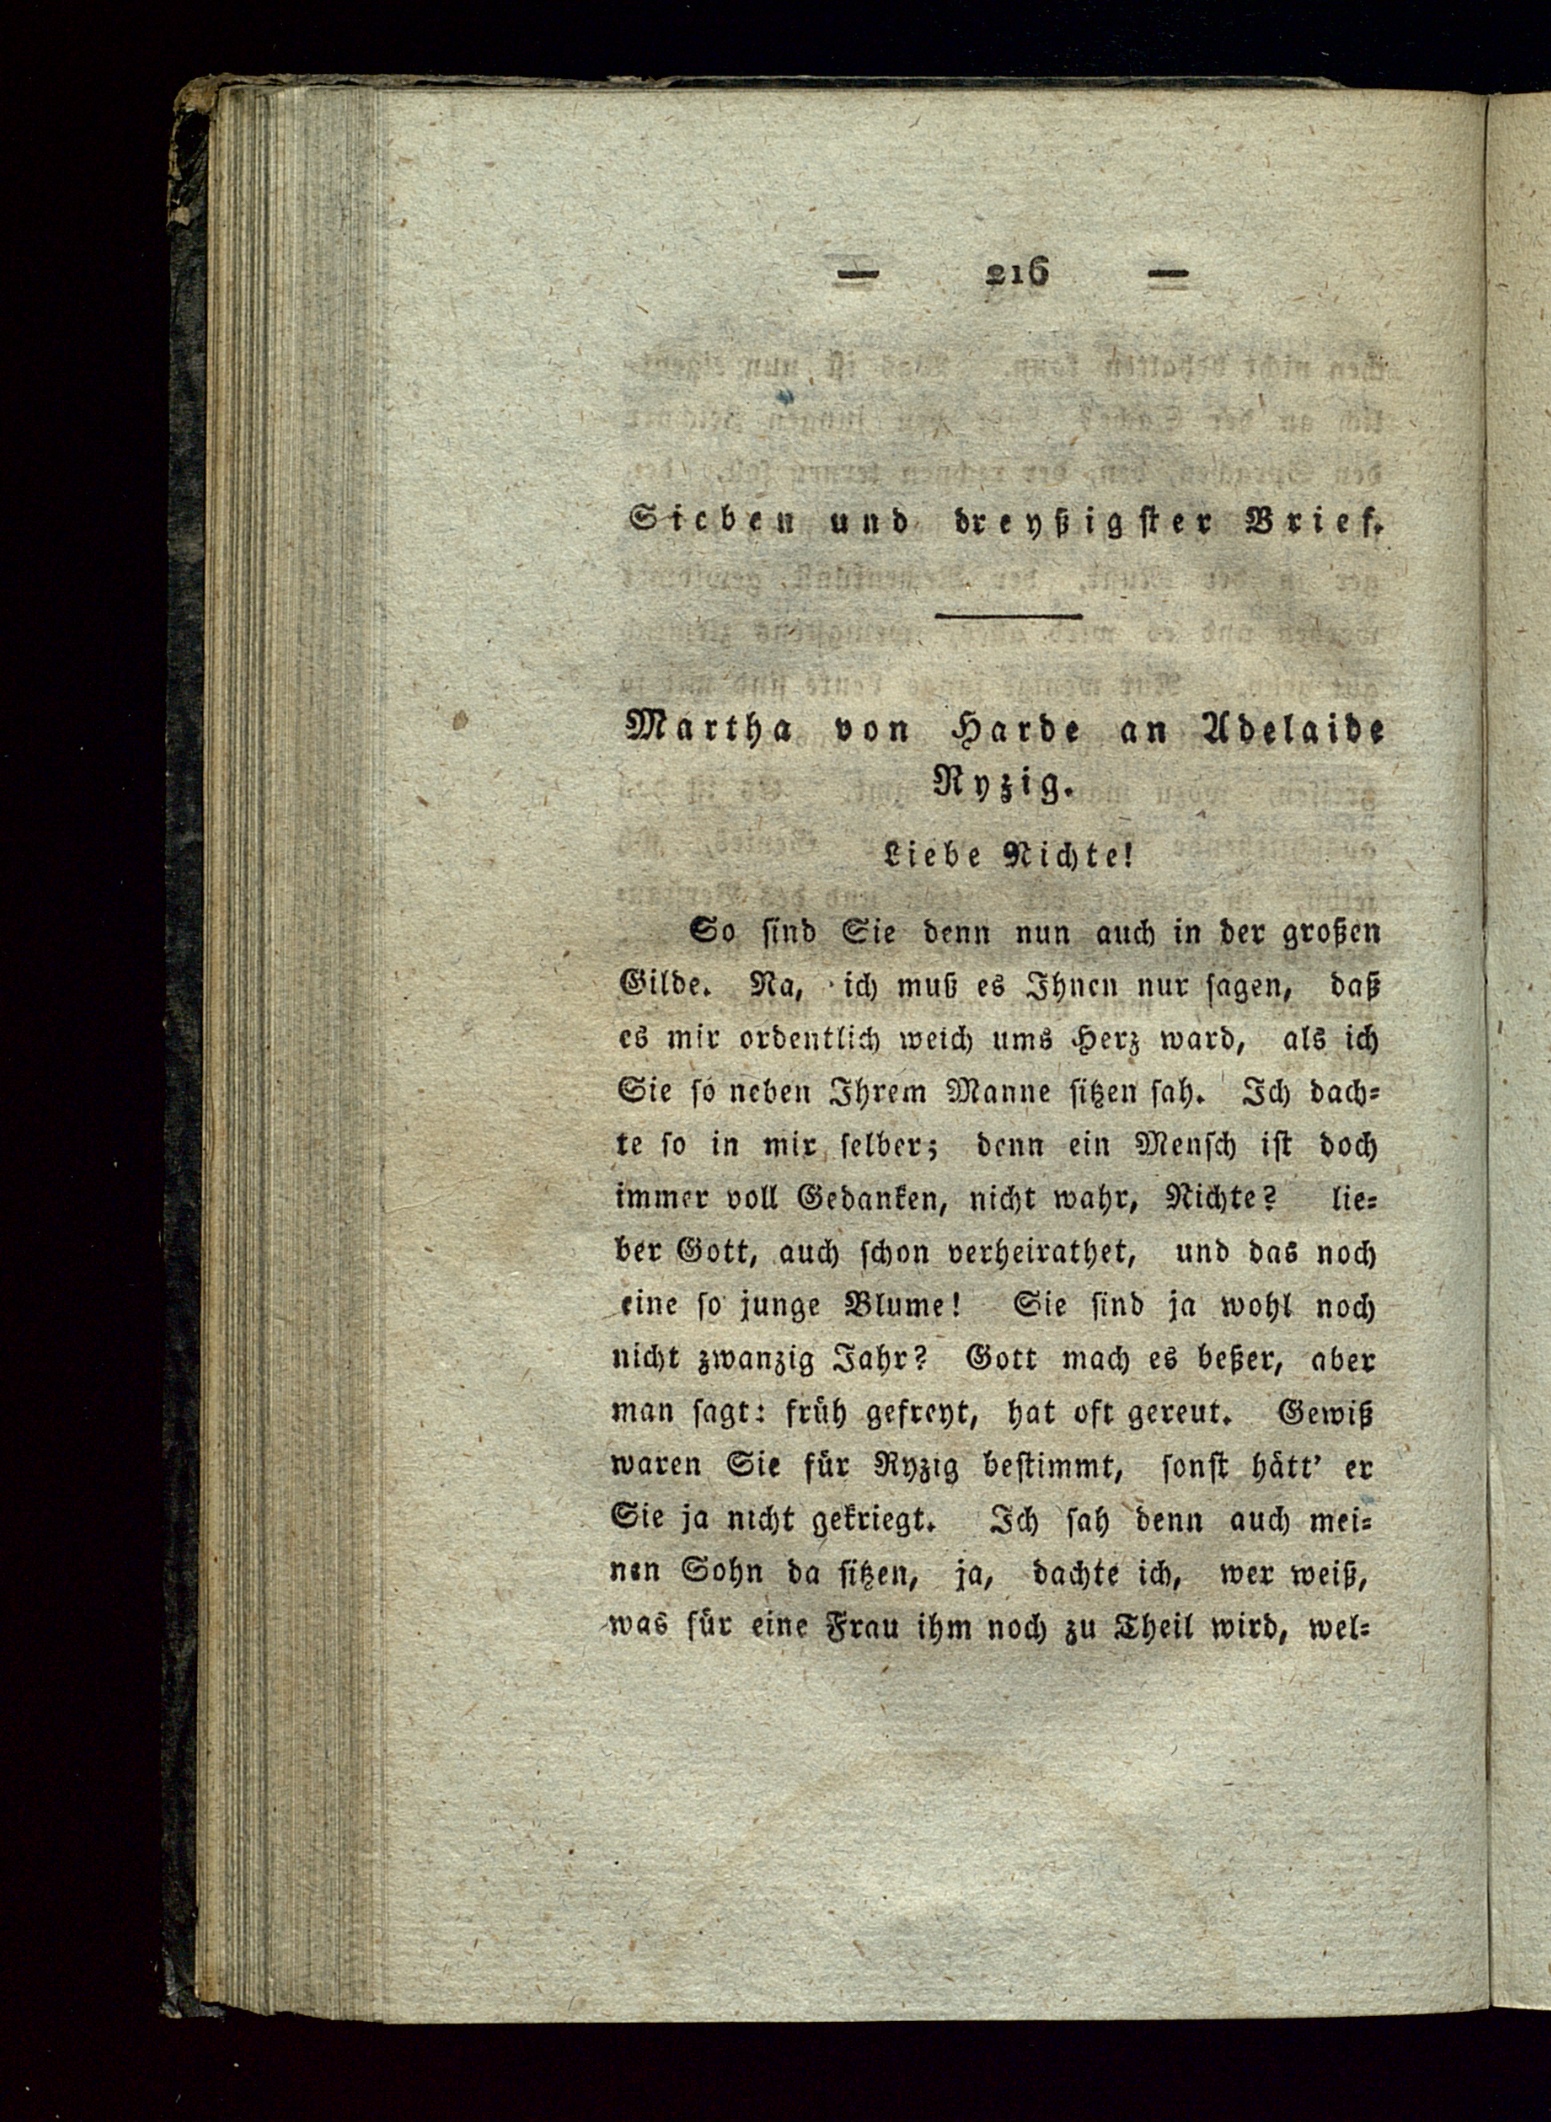 — 216 —
Sieben und dreyßigster Brief.
Martha von Harde an Adelaide
Ryzig.
Liebe Nichte!
So sind Sie denn nun auch in der großen
Gilde. Na, ich muß es Ihnen nur sagen, daß
es mir ordentlich weich ums Herz ward, als ich
Sie so neben Ihrem Manne sitzen sah. Ich dach=
te so in mir selber; denn ein Mensch ist doch
immer voll Gedanken, nicht wahr, Nichte? lie=
ber Gott, auch schon verheirathet, und das noch
eine so junge Blume! Sie sind ja wohl noch
nicht zwanzig Jahr? Gott mach es beßer, aber
man sagt: früh gefreyt, hat oft gereut. Gewiß
waren Sie für Ryzig bestimmt, sonst hätt' er
Sie ja nicht gekriegt. Ich sah denn auch mei=
nen Sohn da sitzen, ja, dachte ich, wer weiß,
was für eine Frau ihm noch zu Theil wird, wel=